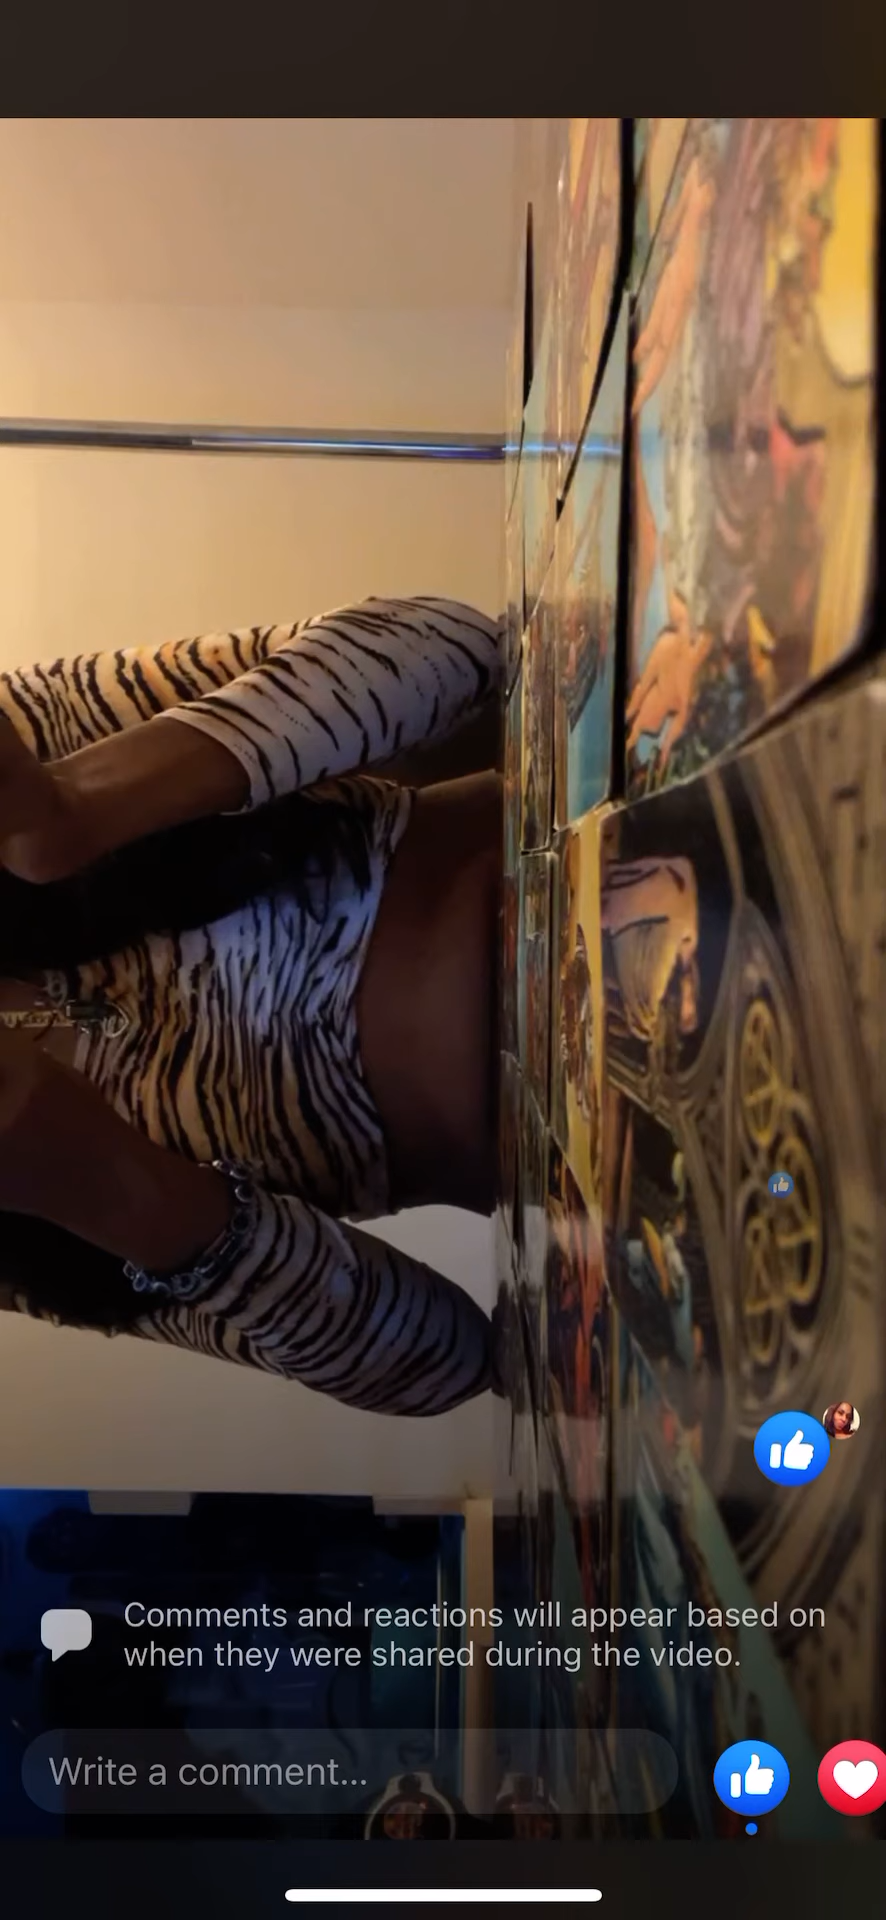 Comments and reactions will appear based on
when they were shared during the video.
Write a comment...